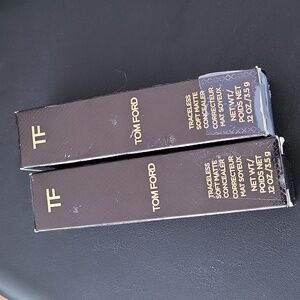 TF
TOM FORD
TRACELESS
SOFT MATTE
CONCEALER
CORRECTEUR
MAT SOYEUX
NET WT/
POIDS NET
.12 OZ/3.5 g
TF
TOM FORD
TRACELESS
SOFT MATTE
CONCEALER
CORRECTEUR
MAT SOYEUX
NET WT/
POIDS NET
.12 OZ/3.5 g